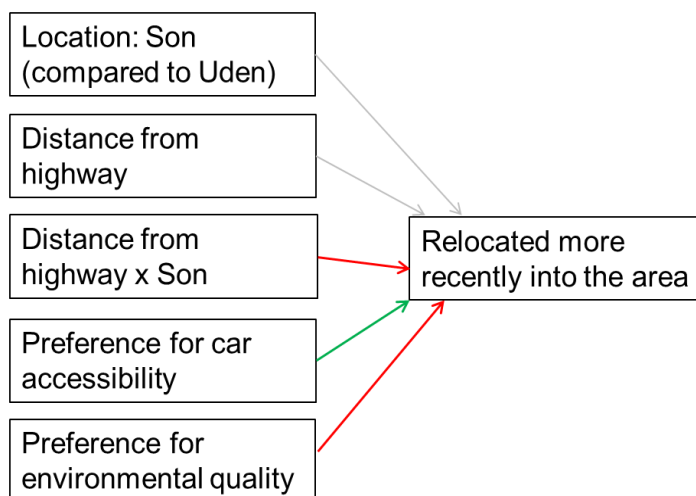 Location: Son
(compared to Uden)
Distance from
highway
Distance from
highway x Son
Relocated more
recently into the area
Preference for car
accessibility
Preference for
environmental quality